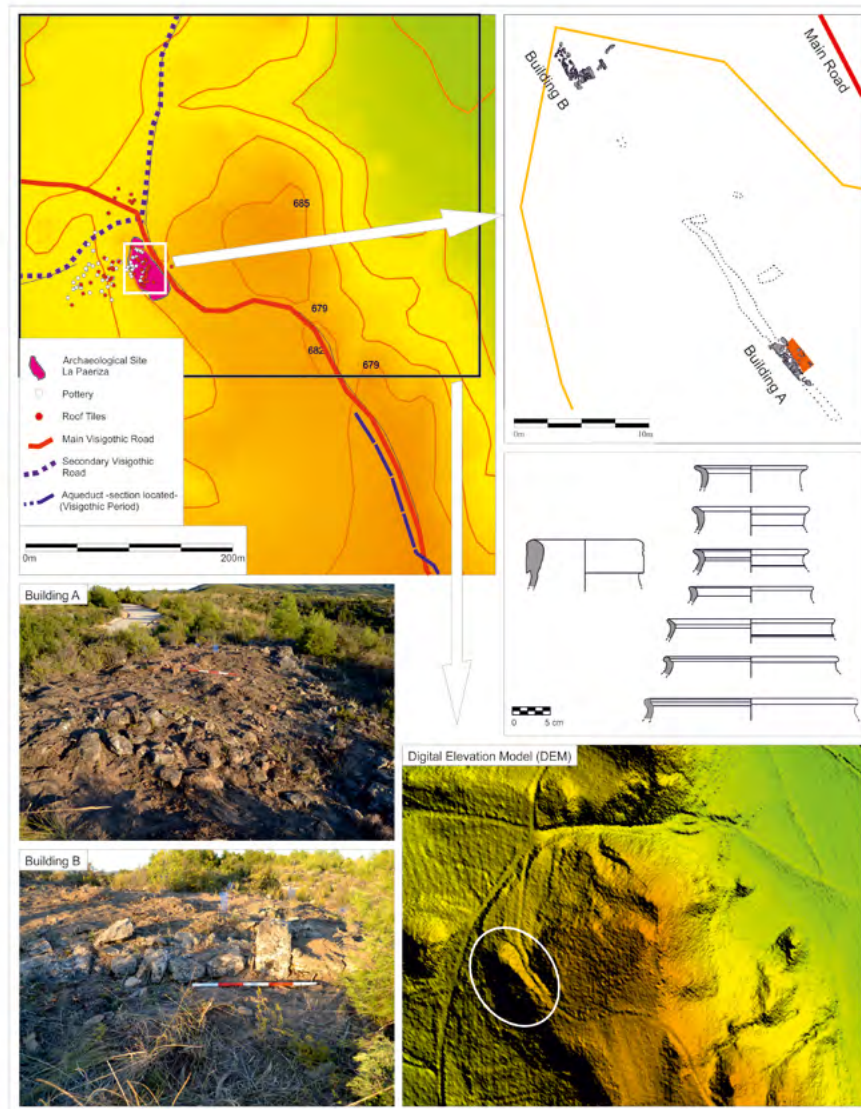 685
679
682
679
Archaeological Site
La Paeriza
Pottery
Roof Tiles
Main Visigothic Road
Secondary Visigothic
Road
Aqueduct -section located-
(Visigothic Period)
0m
200m
Building B
Main Road
Building A
0m
10m
0
5 cm
Building A
Building B
Digital Elevation Model (DEM)